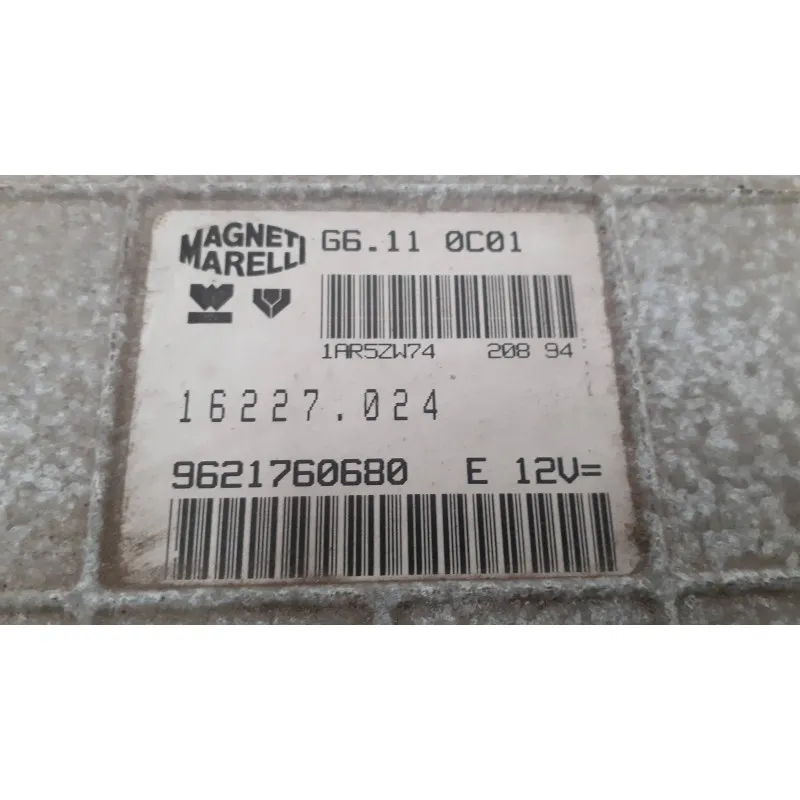 MAGNETI MARELLI
G6.11 0C01
1AR5ZW74 208 94
16227.024
9621760680 E 12V=